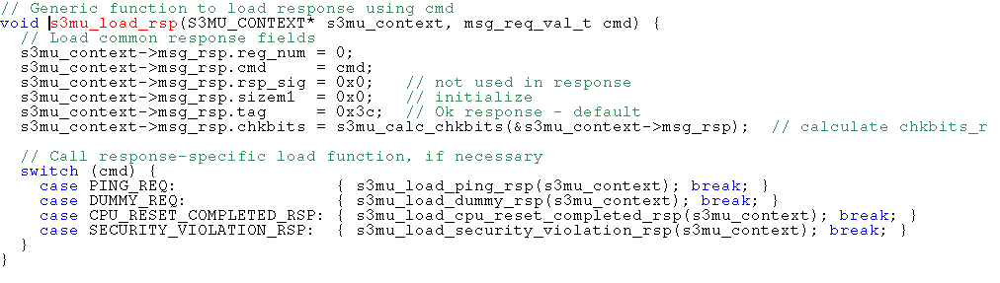 // Generic function to load response using cmd
void s3mu_load_rsp(S3MU_CONTEXT* s3mu_context, msg_req_val_t cmd) {
  // Load common response fields
  s3mu_context->msg_rsp.reg_num = 0;
  s3mu_context->msg_rsp.cmd     = cmd;
  s3mu_context->msg_rsp.rsp_sig = 0x0;   // not used in response
  s3mu_context->msg_rsp.sizem1  = 0x0;   // initialize
  s3mu_context->msg_rsp.tag     = 0x3c;  // Ok response - default
  s3mu_context->msg_rsp.chkbits = s3mu_calc_chkbits(&s3mu_context->msg_rsp);  // calculate chkbits_r

  // Call response-specific load function, if necessary
  switch (cmd) {
    case PING_REQ:                { s3mu_load_ping_rsp(s3mu_context); break; }
    case DUMMY_REQ:               { s3mu_load_dummy_rsp(s3mu_context); break; }
    case CPU_RESET_COMPLETED_RSP: { s3mu_load_cpu_reset_completed_rsp(s3mu_context); break; }
    case SECURITY_VIOLATION_RSP:  { s3mu_load_security_violation_rsp(s3mu_context); break; }
  }
}